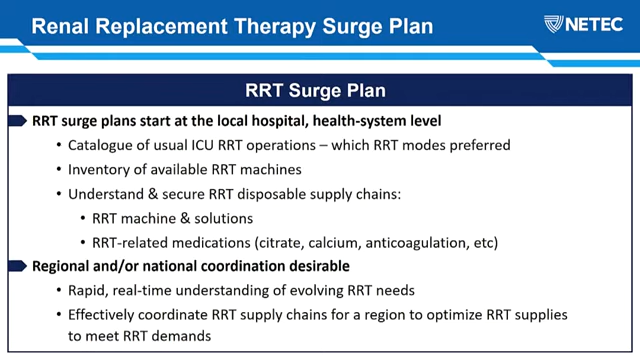 Renal Replacement Therapy Surge Plan
NETEC
RRT Surge Plan
RRT surge plans start at the local hospital, health-system level
• Catalogue of usual ICU RRT operations – which RRT modes preferred
• Inventory of available RRT machines
• Understand & secure RRT disposable supply chains:
• RRT machine & solutions
• RRT-related medications (citrate, calcium, anticoagulation, etc)
Regional and/or national coordination desirable
• Rapid, real-time understanding of evolving RRT needs
• Effectively coordinate RRT supply chains for a region to optimize RRT supplies
to meet RRT demands